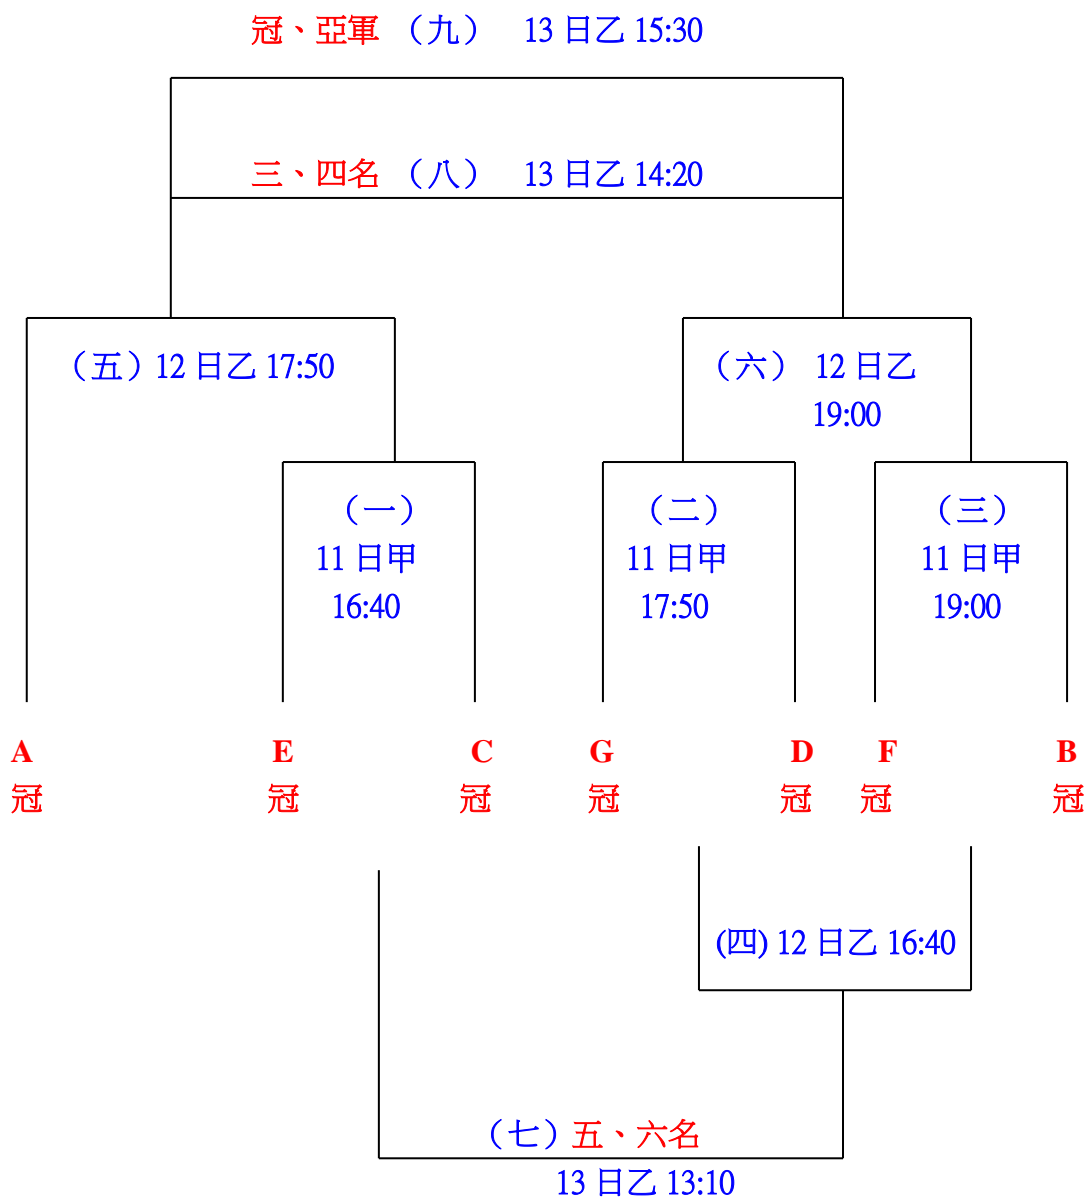 冠、亞軍 （九） 13 日乙 15:30
三、四名 （八） 13 日乙 14:20
（五）12 日乙 17:50
（六） 12 日乙
19:00
（一）
11 日甲
16:40
（二）
11 日甲
17:50
（三）
11 日甲
19:00
A E C G D F B
冠 冠 冠 冠 冠 冠 冠
(四) 12 日乙 16:40
（七）五、六名
13 日乙 13:10